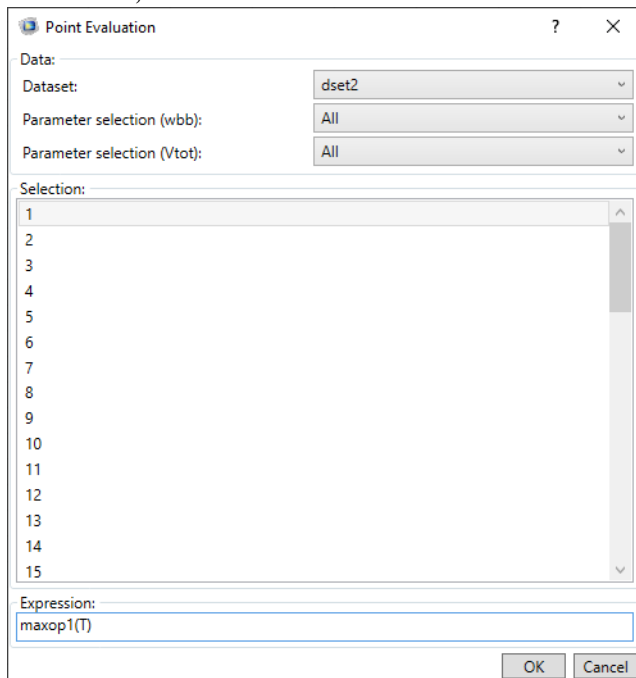 Point Evaluation ?
Data:
Dataset: dset2
Parameter selection (wbb): All
Parameter selection (Vtot): All
Selection:
1
2
3
4
5
6
7
8
9
10
11
12
13
14
15
Expression:
maxop1(T)
OK Cancel